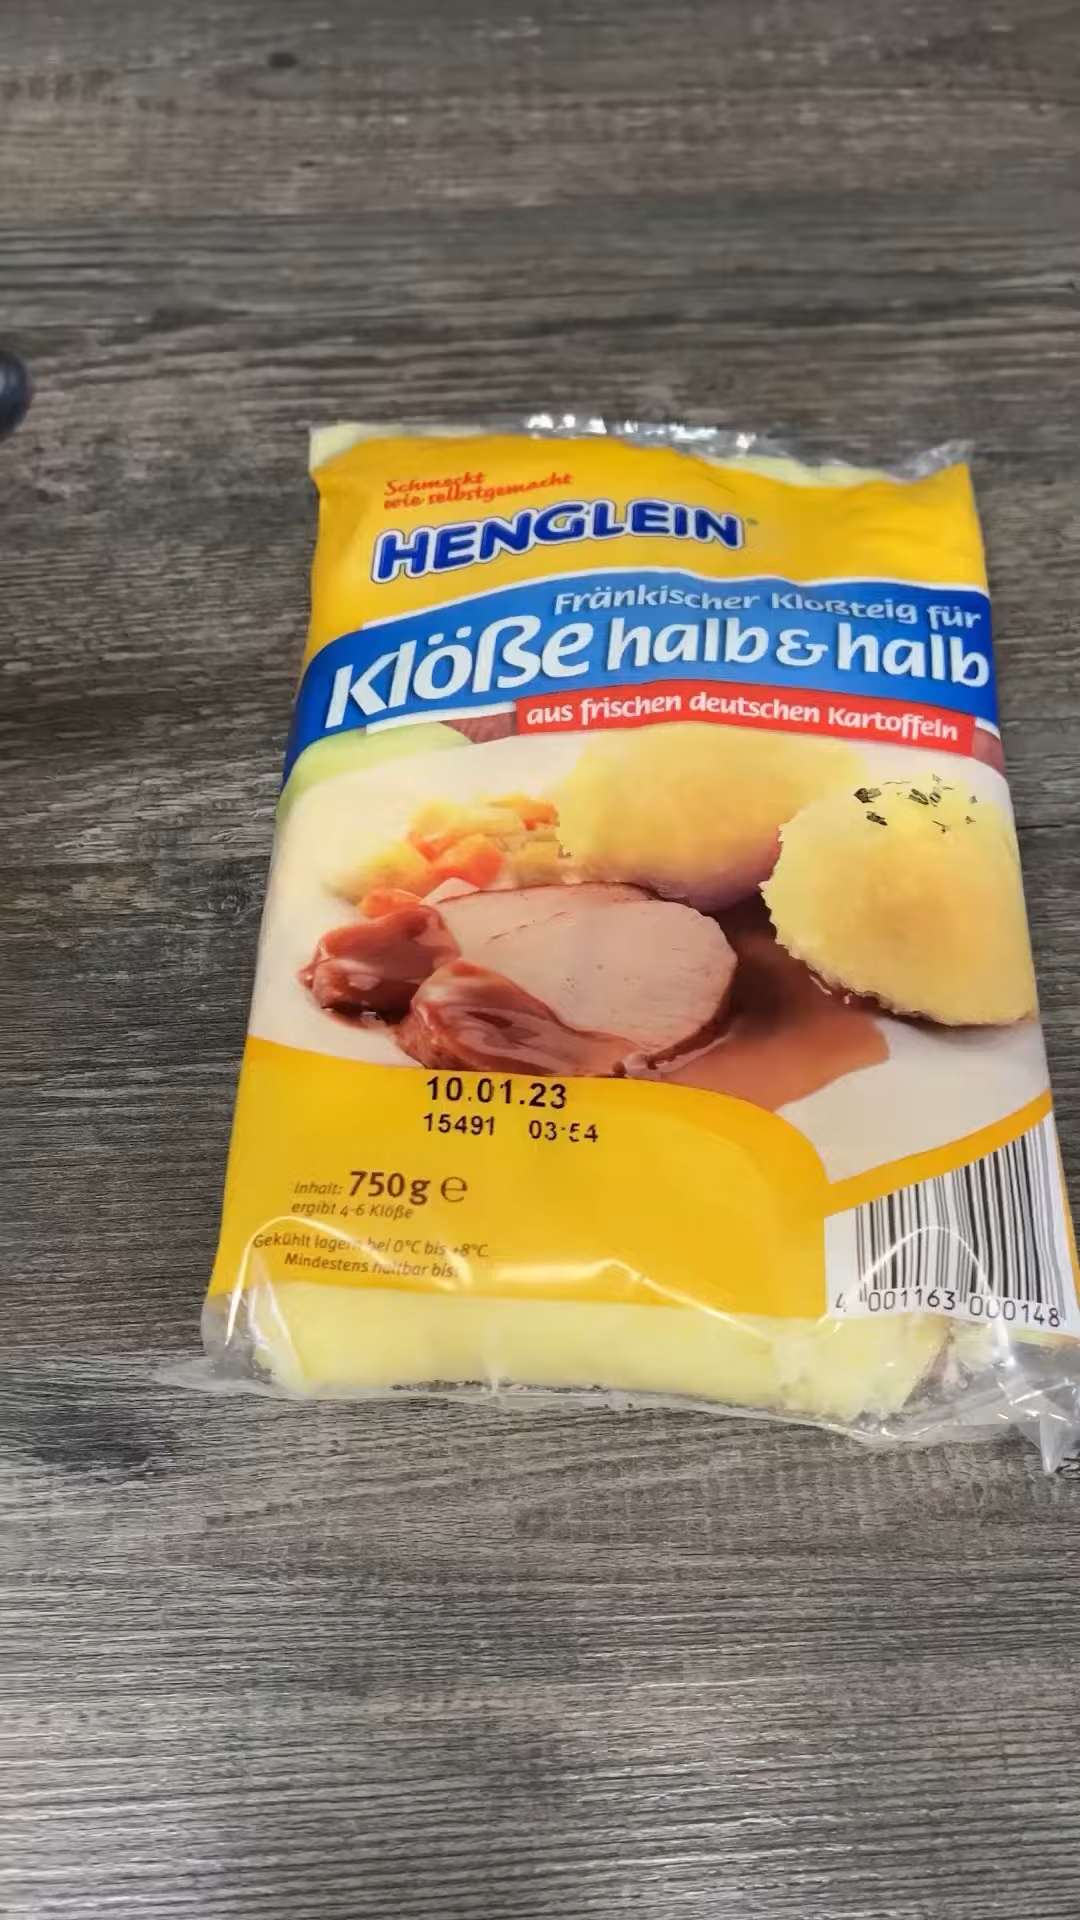 Schmeckt
wie selbstgemacht
HENGLEIN
Fränkischer Kloßteig für
Klöße halb & halb
aus frischen deutschen Kartoffeln
10.01.23
15491 03:54
Inhalt: 750 g ℮
ergibt 4-6 Klöße
Gekühlt lagern bei 0°C bis +8°C
Mindestens haltbar bis:
4 001163 000148